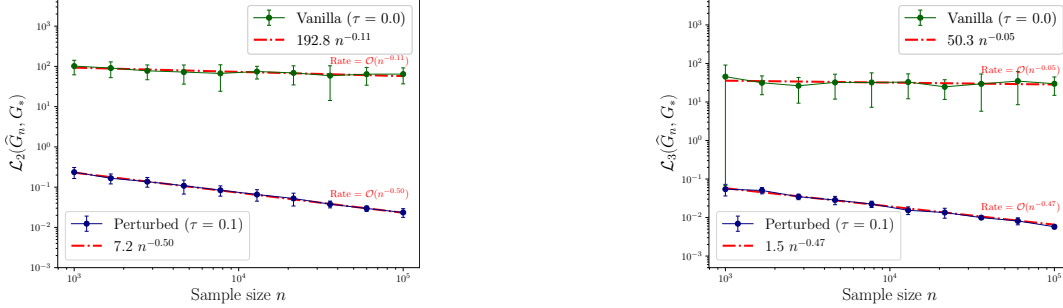 Vanilla (τ = 0.0)
192.8 n^{-0.11}
Rate = 𝒪(n^{-0.11})
Rate = 𝒪(n^{-0.50})
Perturbed (τ = 0.1)
7.2 n^{-0.50}
10^2
10^1
10^0
10^{-1}
10^{-2}
10^{-3}
ℒ_2(Ĝ_n, G_*)
10^3
10^4
10^5
Sample size n
Vanilla (τ = 0.0)
50.3 n^{-0.05}
Rate = 𝒪(n^{-0.05})
Rate = 𝒪(n^{-0.47})
Perturbed (τ = 0.1)
1.5 n^{-0.47}
10^2
10^1
10^0
10^{-1}
10^{-2}
10^{-3}
ℒ_3(Ĝ_n, G_*)
10^3
10^4
10^5
Sample size n